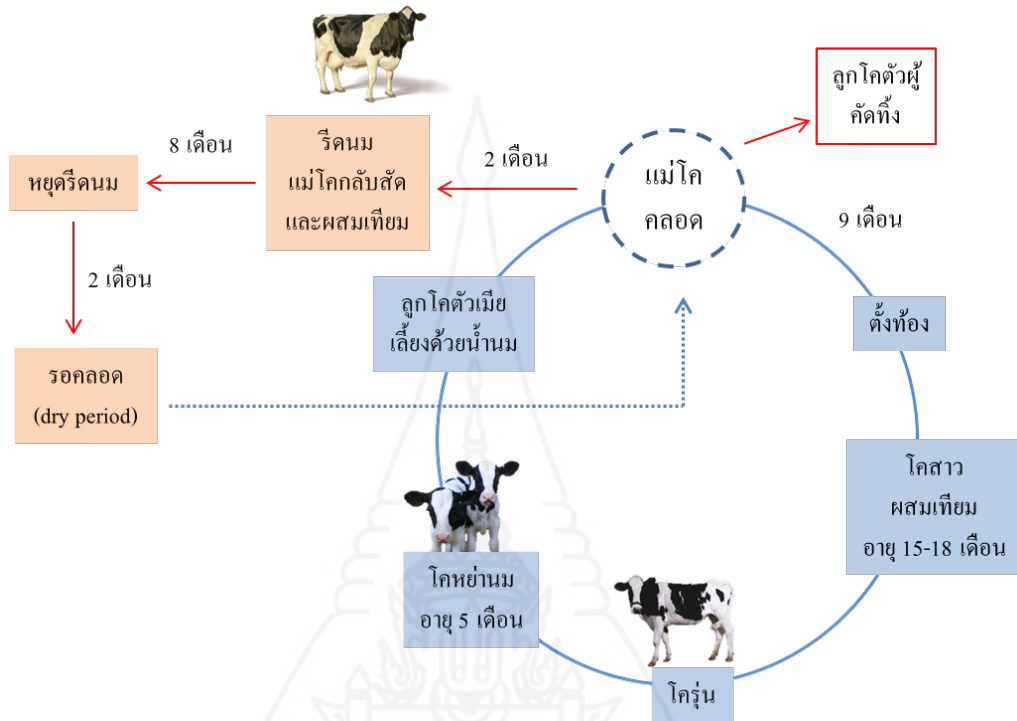 ลูกโคตัวผู้
คัดทิ้ง
8 เดือน
รีดนม
แม่โคกลับสัด
และผสมเทียม
2 เดือน
แม่โค
คลอด
หยุดรีดนม
9 เดือน
2 เดือน
ลูกโคตัวเมีย
เลี้ยงด้วยน้ำนม
ตั้งท้อง
รอคลอด
(dry period)
โคสาว
ผสมเทียม
อายุ 15-18 เดือน
โคหย่านม
อายุ 5 เดือน
โครุ่น